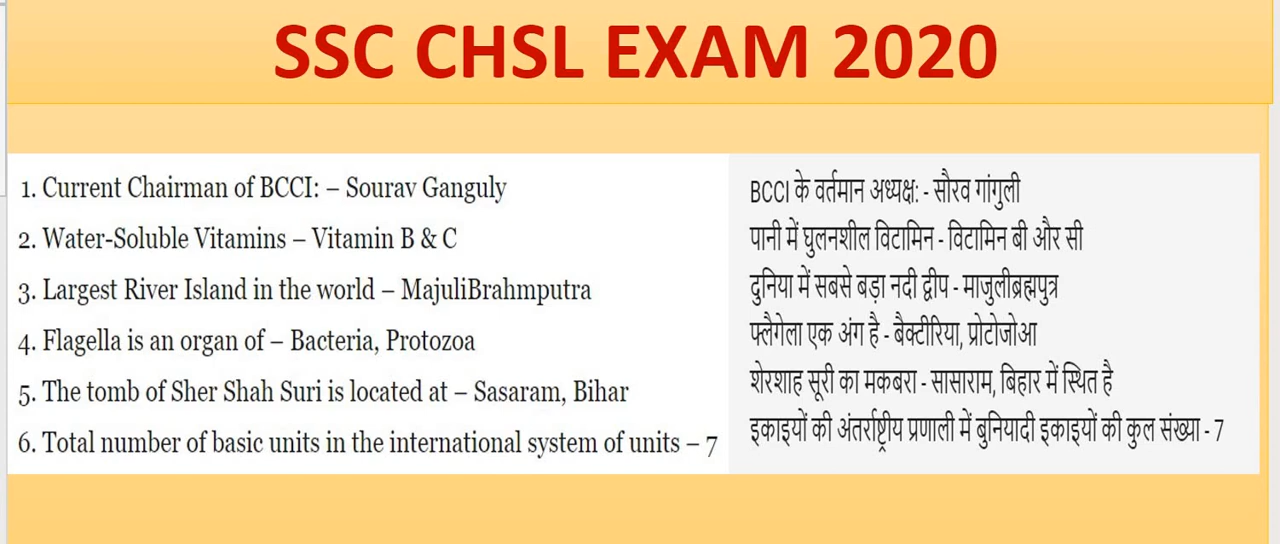 SSC CHSL EXAM 2020
1. Current Chairman of BCCI: – Sourav Ganguly
2. Water-Soluble Vitamins – Vitamin B & C
3. Largest River Island in the world – MajuliBrahmputra
4. Flagella is an organ of – Bacteria, Protozoa
5. The tomb of Sher Shah Suri is located at – Sasaram, Bihar
6. Total number of basic units in the international system of units – 7
BCCI के वर्तमान अध्यक्ष: - सौरव गांगुली
पानी में घुलनशील विटामिन - विटामिन बी और सी
दुनिया में सबसे बड़ा नदी द्वीप - माजुलीब्रह्मपुत्र
फ्लैगेला एक अंग है - बैक्टीरिया, प्रोटोजोआ
शेरशाह सूरी का मकबरा - सासाराम, बिहार में स्थित है
इकाइयों की अंतर्राष्ट्रीय प्रणाली में बुनियादी इकाइयों की कुल संख्या - 7